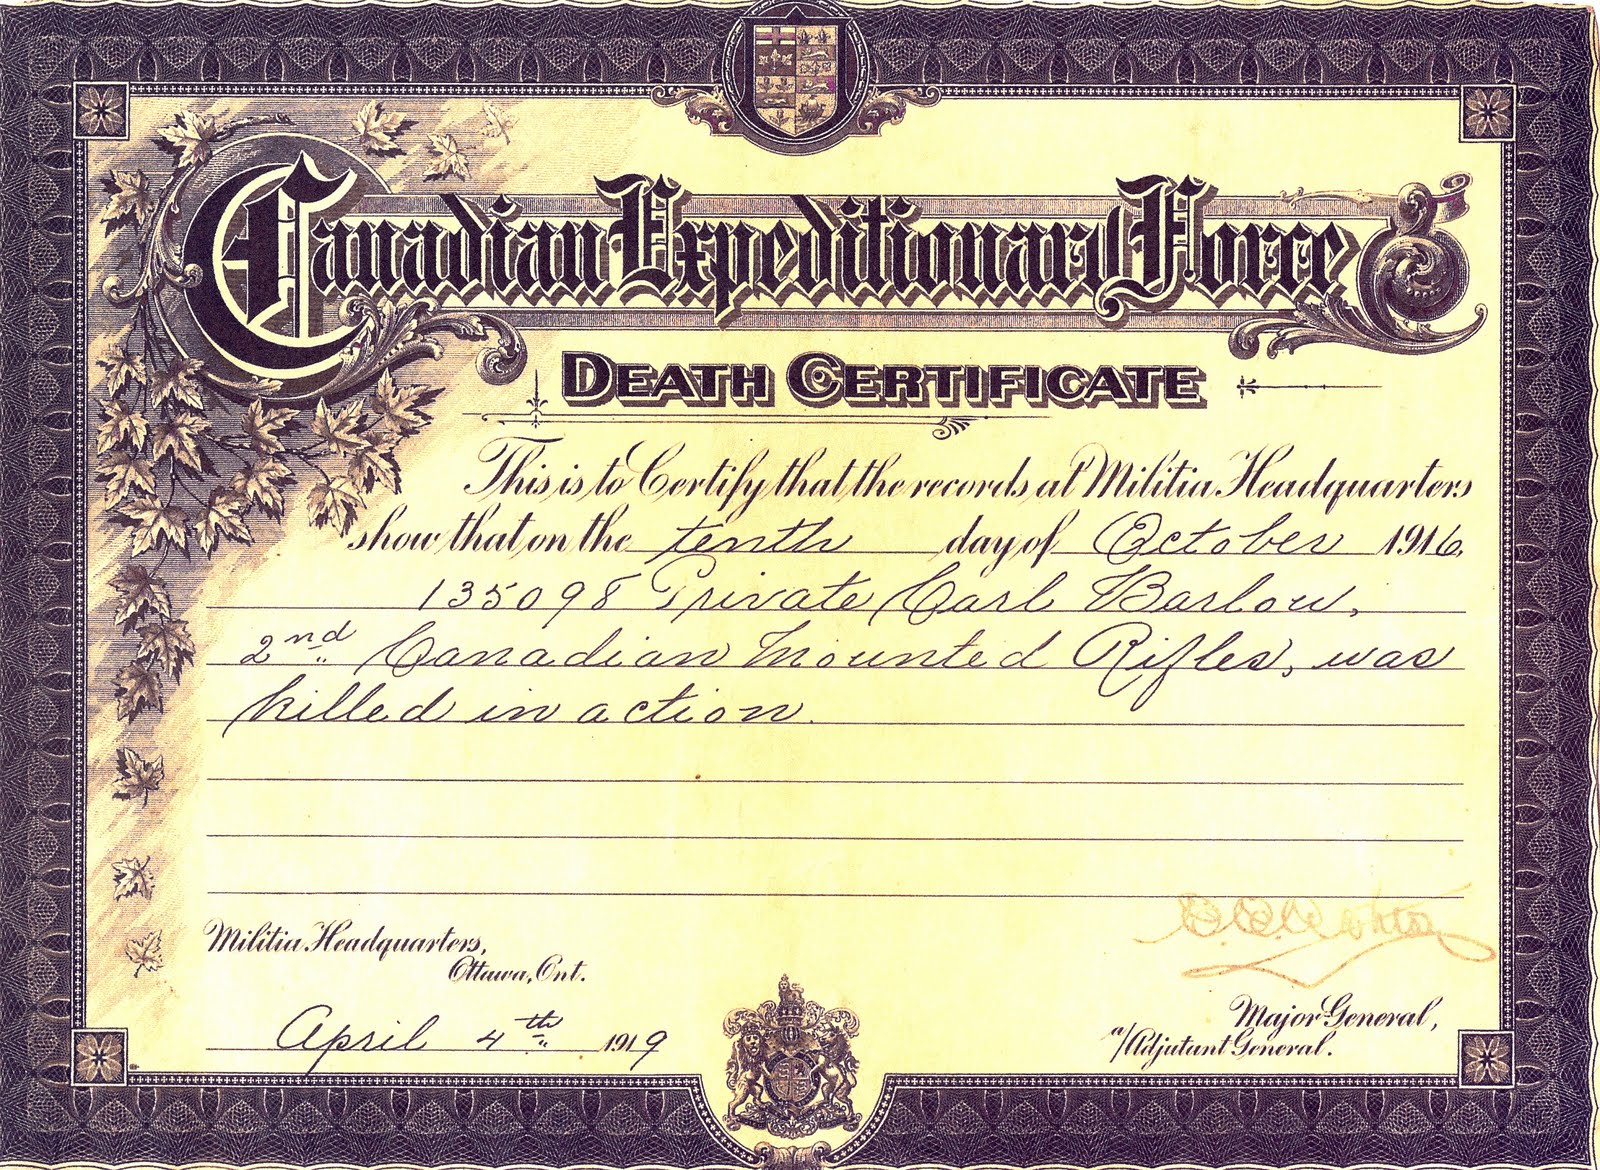 Canadian Expeditionary Force
DEATH CERTIFICATE
This is to Certify that the records at Militia Headquarters
show that on the tenth day of October 1916,
135098 Private Carl Barlow,
2nd Canadian Mounted Rifles, was
killed in action.
Militia Headquarters,
Ottawa, Ont.
April 4th 1919
Major General,
a/Adjutant General.